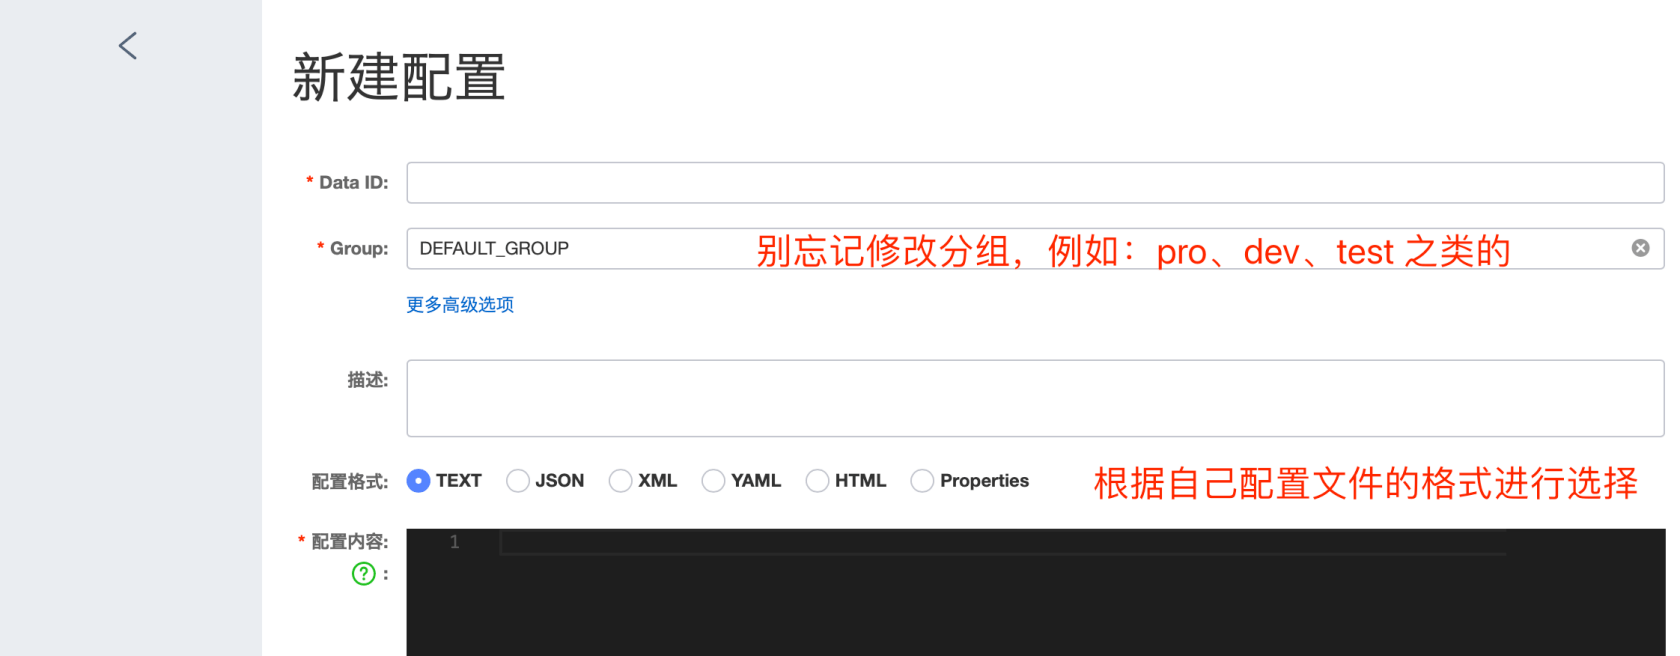 新建配置
* Data ID:
* Group: DEFAULT_GROUP 别忘记修改分组，例如：pro、dev、test 之类的
更多高级选项
描述:
配置格式: TEXT JSON XML YAML HTML Properties 根据自己配置文件的格式进行选择
* 配置内容: 1
? :